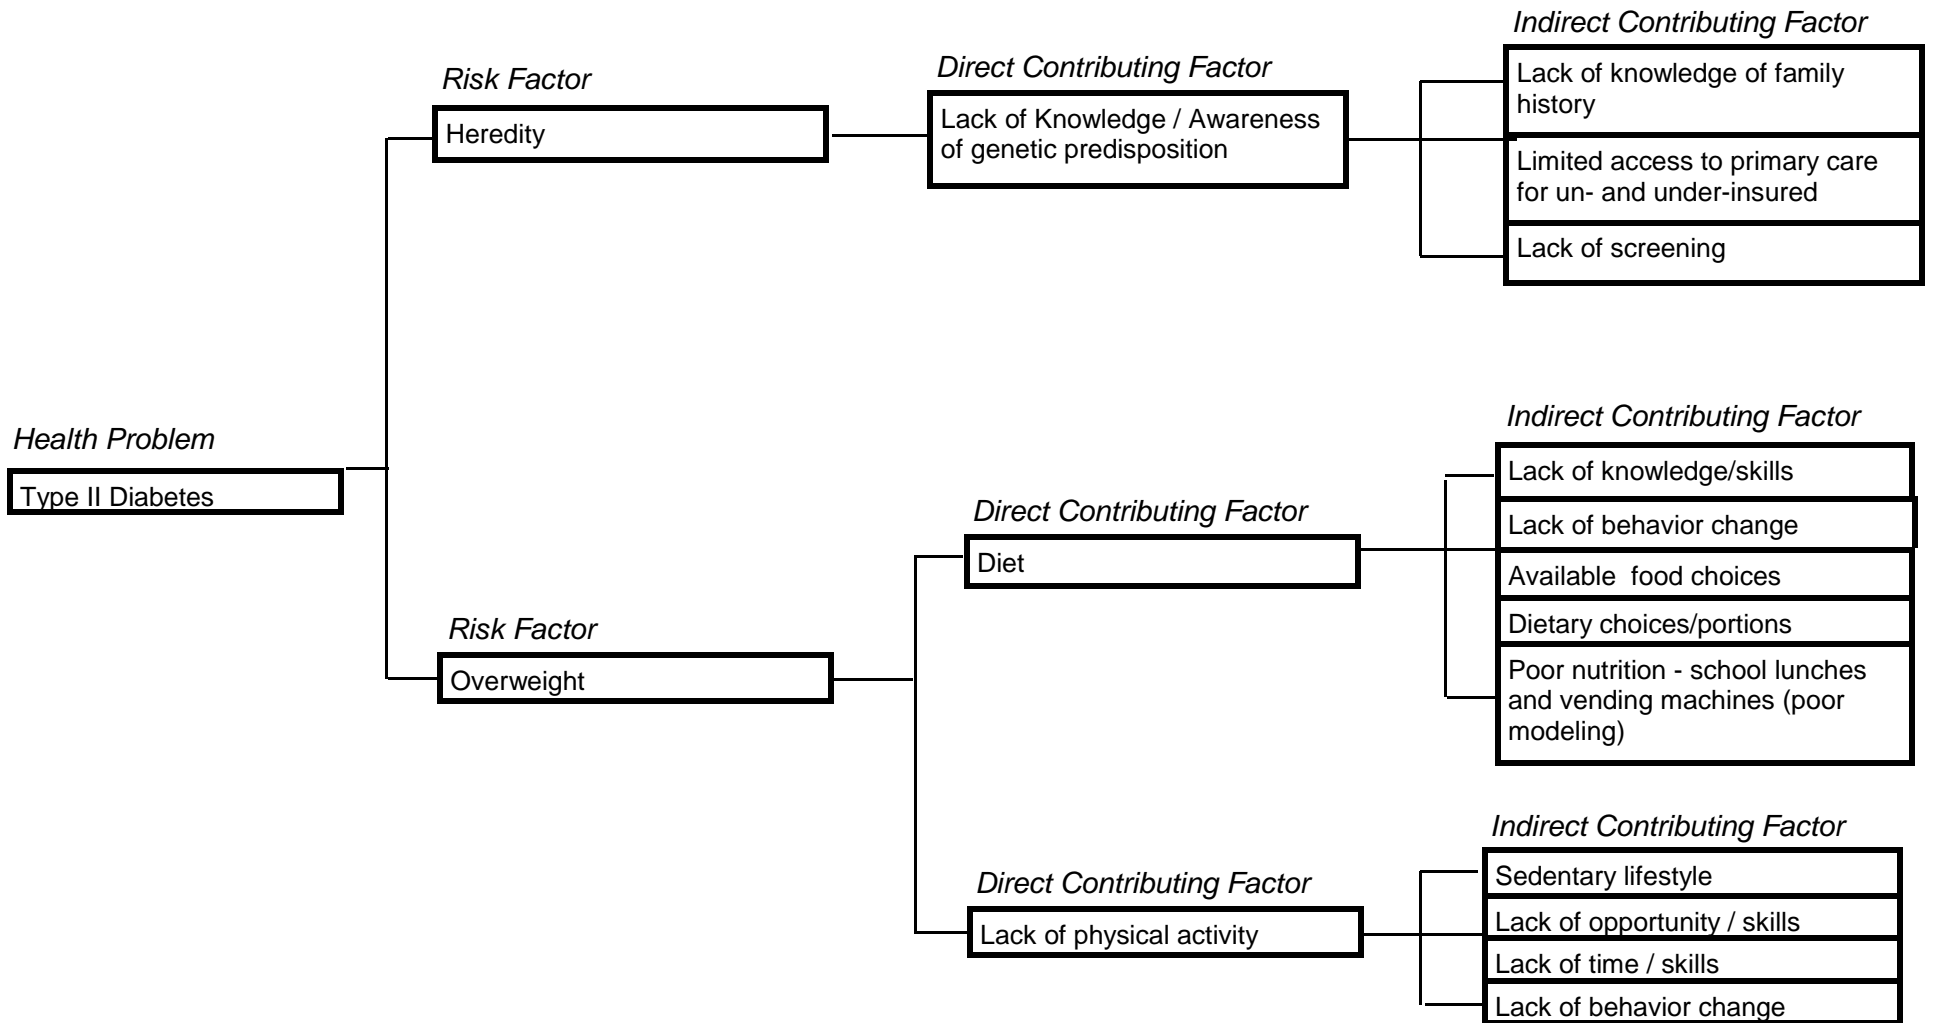 Indirect Contributing Factor
Direct Contributing Factor
Risk Factor
Lack of knowledge of family
history
Heredity
Lack of Knowledge / Awareness
of genetic predisposition
Limited access to primary care
for un- and under-insured
Lack of screening
Health Problem
Type II Diabetes
Indirect Contributing Factor
Lack of knowledge/skills
Direct Contributing Factor
Lack of behavior change
Diet
Available  food choices
Risk Factor
Dietary choices/portions
Overweight
Poor nutrition - school lunches
and vending machines (poor
modeling)
Indirect Contributing Factor
Direct Contributing Factor
Sedentary lifestyle
Lack of physical activity
Lack of opportunity / skills
Lack of time / skills
Lack of behavior change